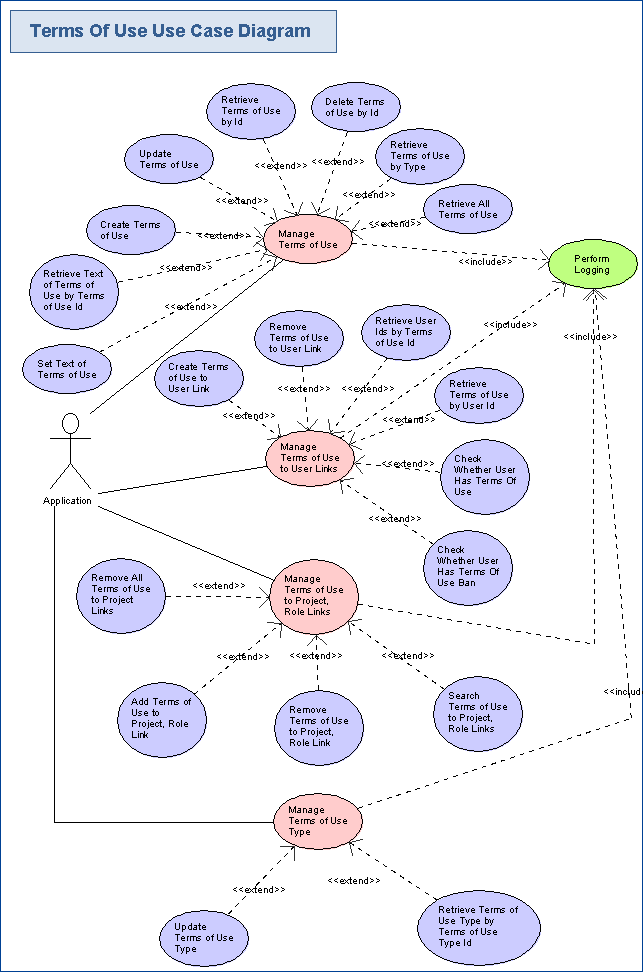 Terms Of Use Use Case Diagram
Retrieve
Terms of Use
by Id
Delete Terms
of Use by Id
Update
Terms of Use
Retrieve
Terms of Use
by Type
<<extend>>
<<extend>>
<<extend>>
<<extend>>
Retrieve All
Terms of Use
Create Terms
of Use
<<extend>>
<<extend>>
Manage
Terms of Use
Retrieve Text
of Terms of
Use by Terms
of Use Id
<<extend>>
<<include>>
Perform
Logging
<<extend>>
Set Text of
Terms of Use
Remove
Terms of Use
to User Link
Retrieve User
Ids by Terms
of Use Id
<<include>>
<<include>>
Create Terms
of Use to
User Link
<<extend>>
<<extend>>
Retrieve
Terms of Use
by User Id
<<extend>>
<<extend>>
Manage
Terms of Use
to User Links
<<extend>>
Check
Whether User
Has Terms Of
Use
Application
<<extend>>
Check
Whether User
Has Terms Of
Use Ban
Remove All
Terms of Use
to Project
Links
<<extend>>
Manage
Terms of Use
to Project,
Role Links
<<extend>>
<<extend>>
<<extend>>
Add Terms of
Use to
Project, Role
Link
Remove
Terms of Use
to Project,
Role Link
Search
Terms of Use
to Project,
Role Links
<<includ
Manage
Terms of Use
Type
<<extend>>
<<extend>>
Update
Terms of Use
Type
Retrieve Terms of
Use Type by
Terms of Use
Type Id